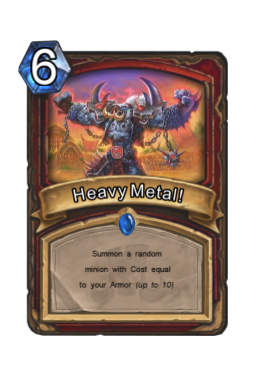 6
Heavy Metal!
Summon a random
minion with Cost equal
to your Armor (up to 10)